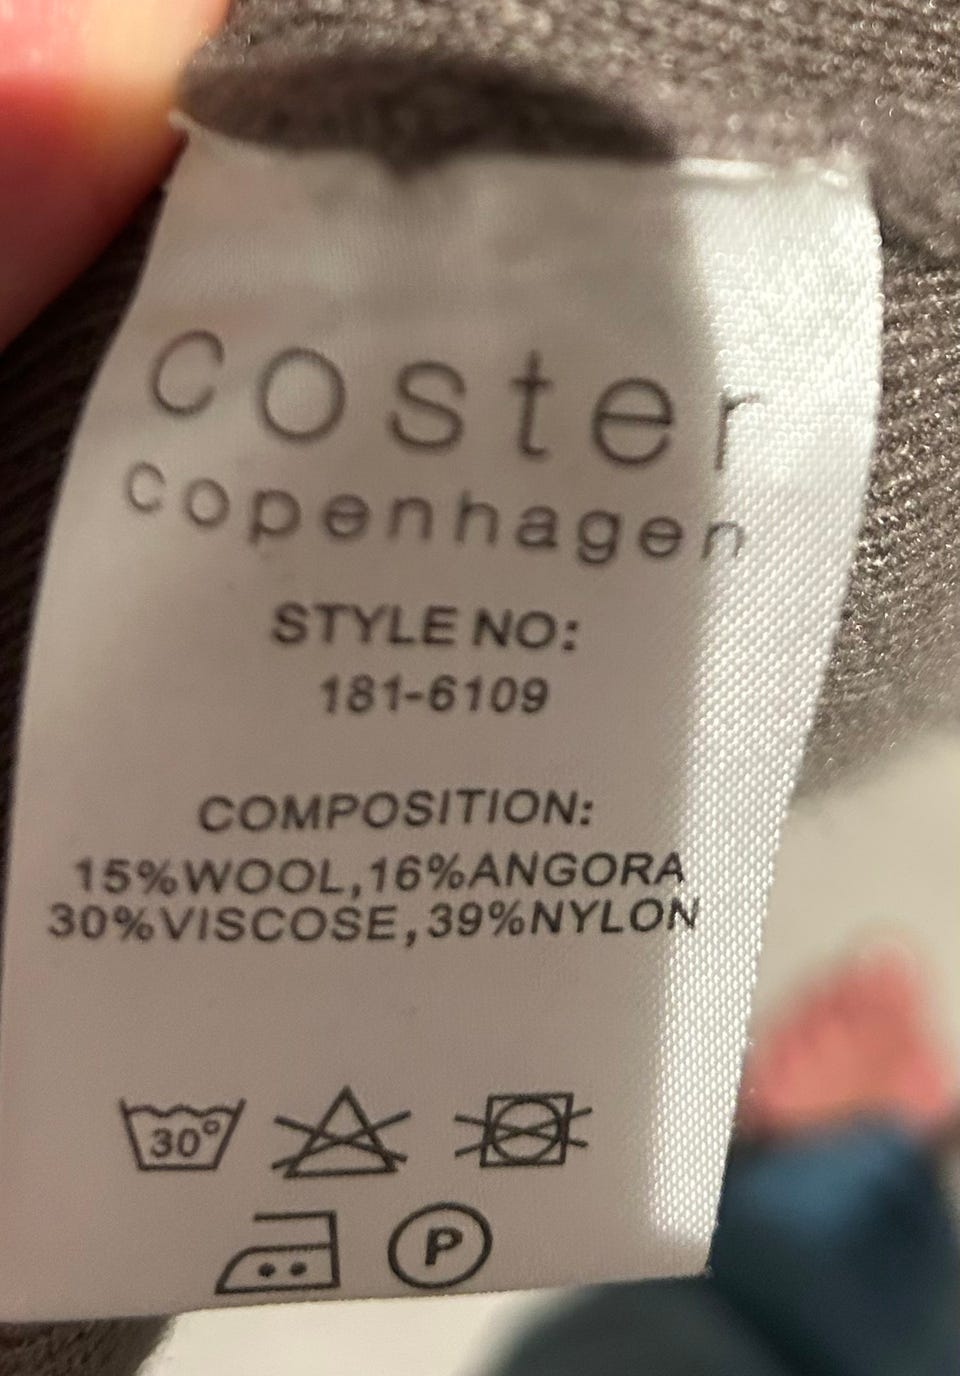 coster
copenhagen
STYLE NO:
181-6109
COMPOSITION:
15%WOOL,16%ANGORA
30%VISCOSE,39%NYLON
30°
P